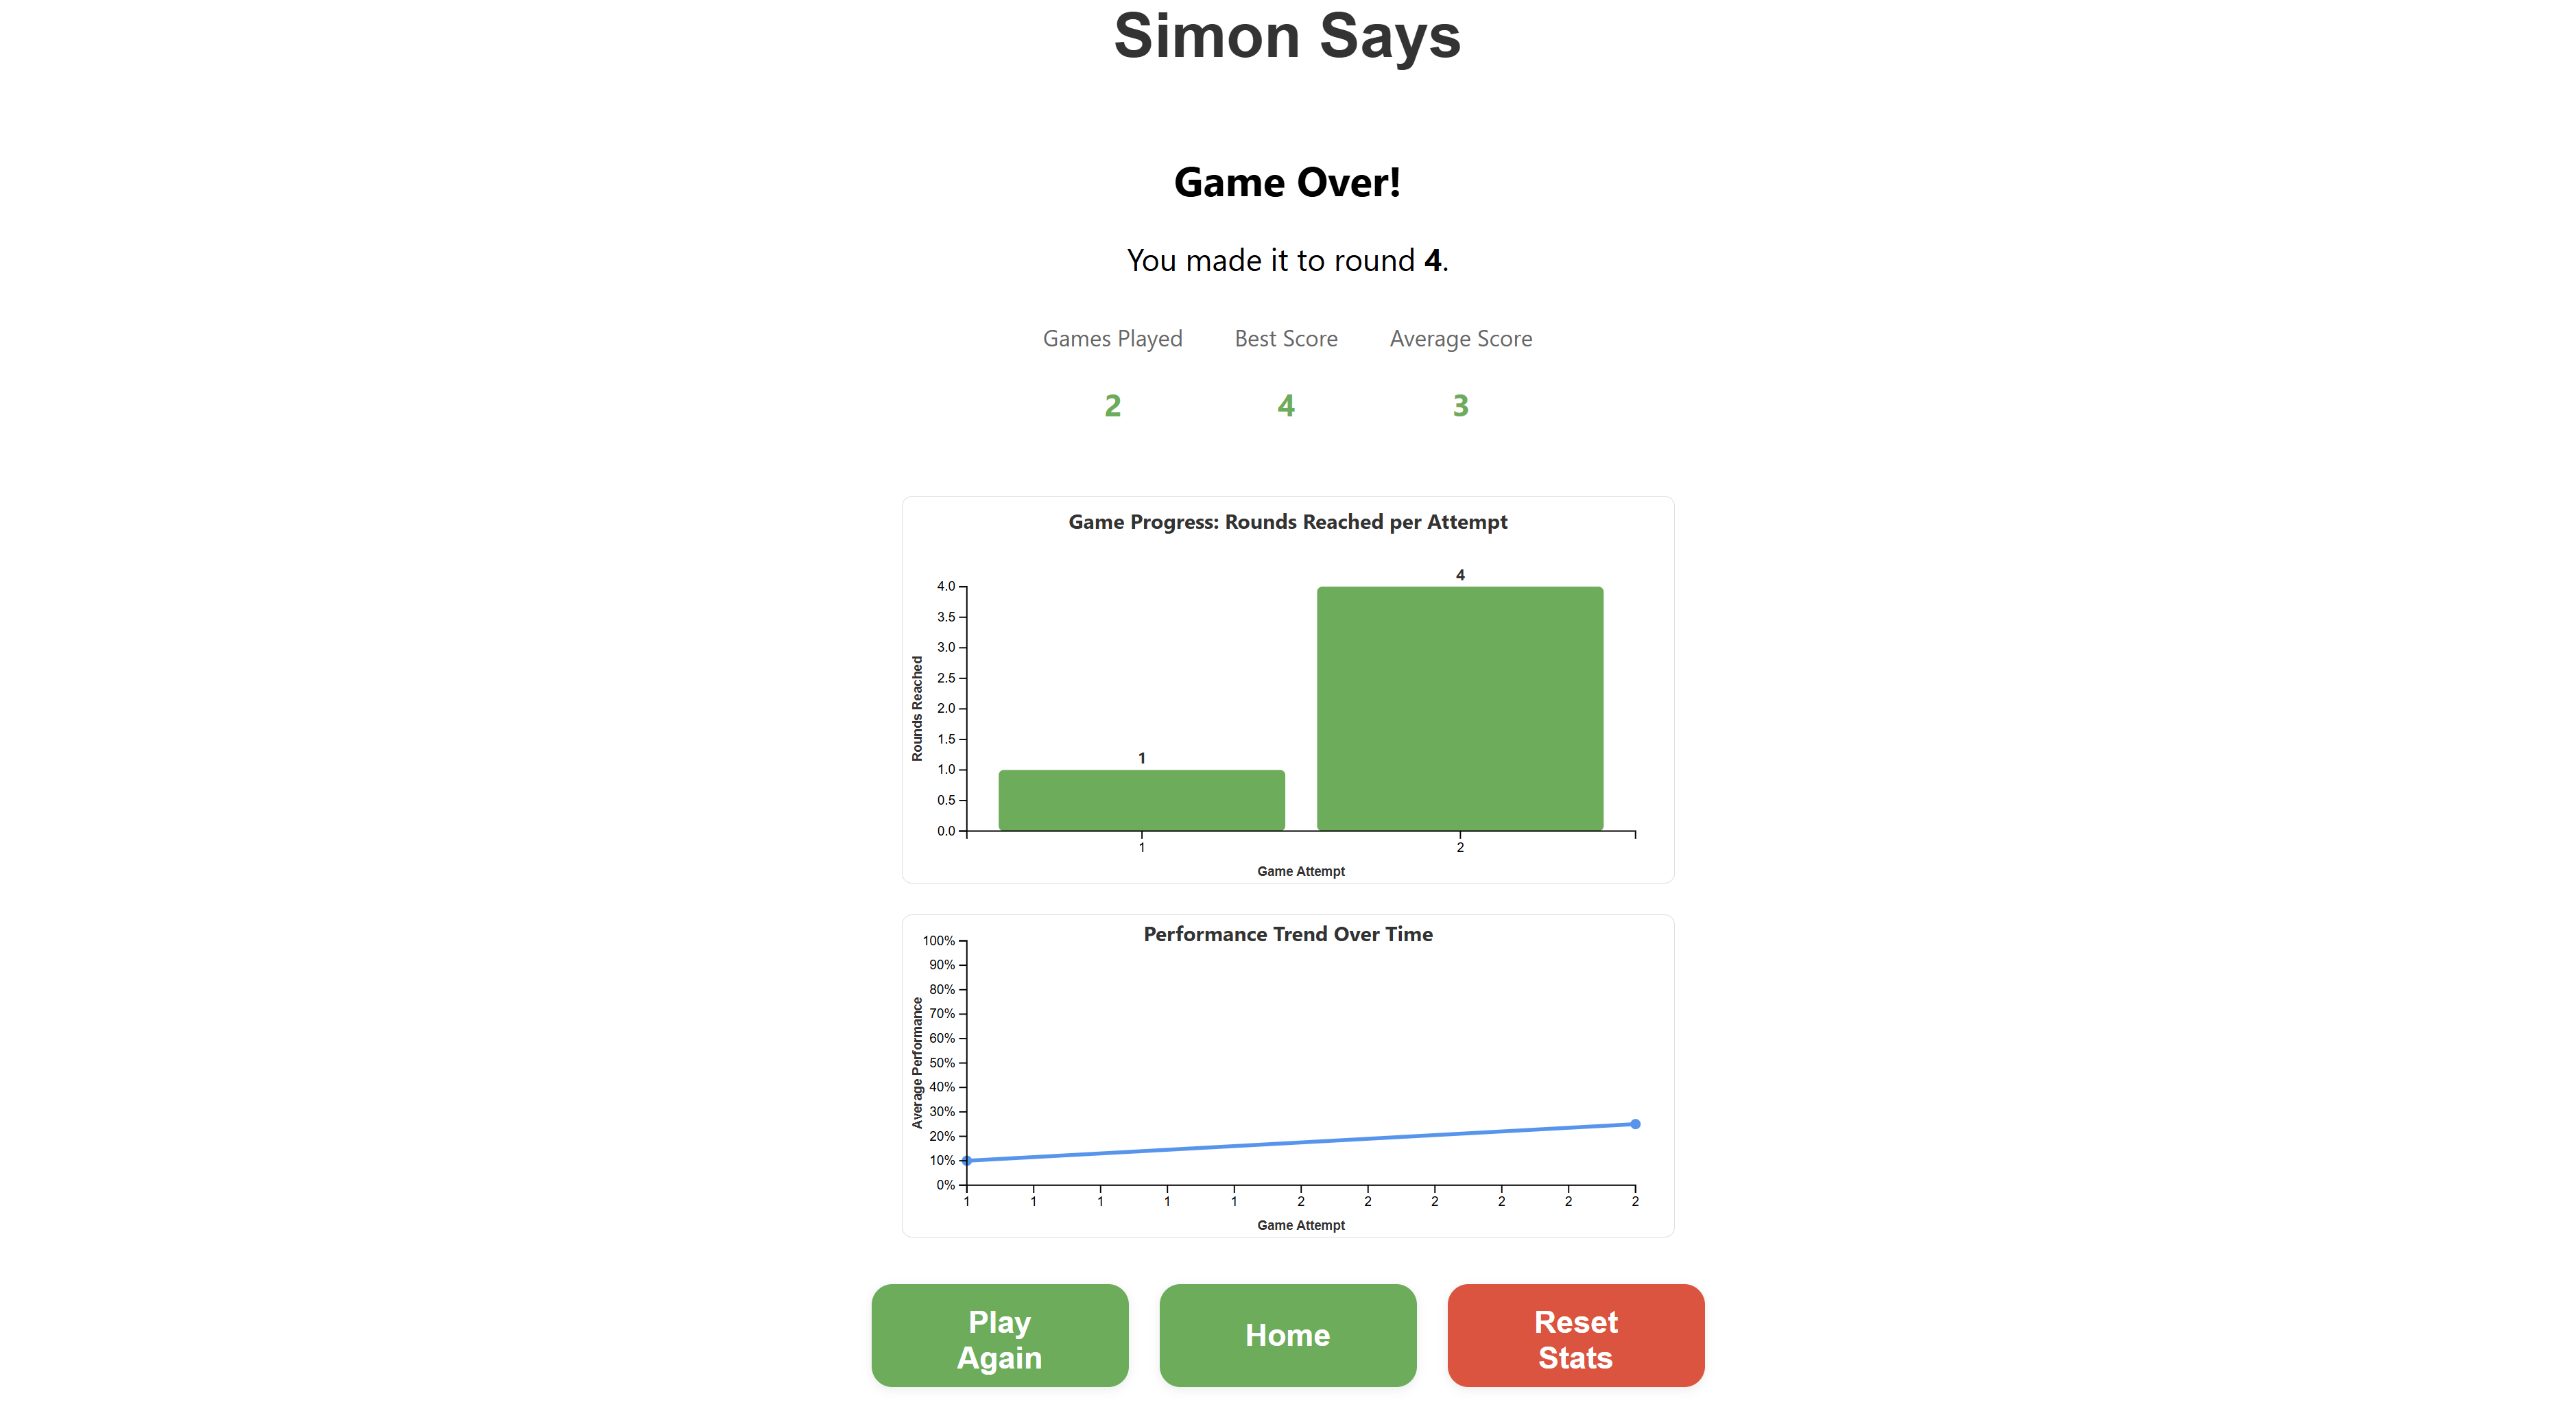 Simon Says
Game Over!
You made it to round 4.
Games Played Best Score Average Score
2 4 3
Game Progress: Rounds Reached per Attempt
4
4.0
3.5
3.0
2.5
2.0
1.5
1
1.0
0.5
0.0
Rounds Reached
1 2
Game Attempt
Performance Trend Over Time
100%
90%
80%
70%
60%
50%
40%
30%
20%
10%
0%
Average Performance
1 1 1 1 1 2 2 2 2 2 2
Game Attempt
Play
Again
Home
Reset
Stats